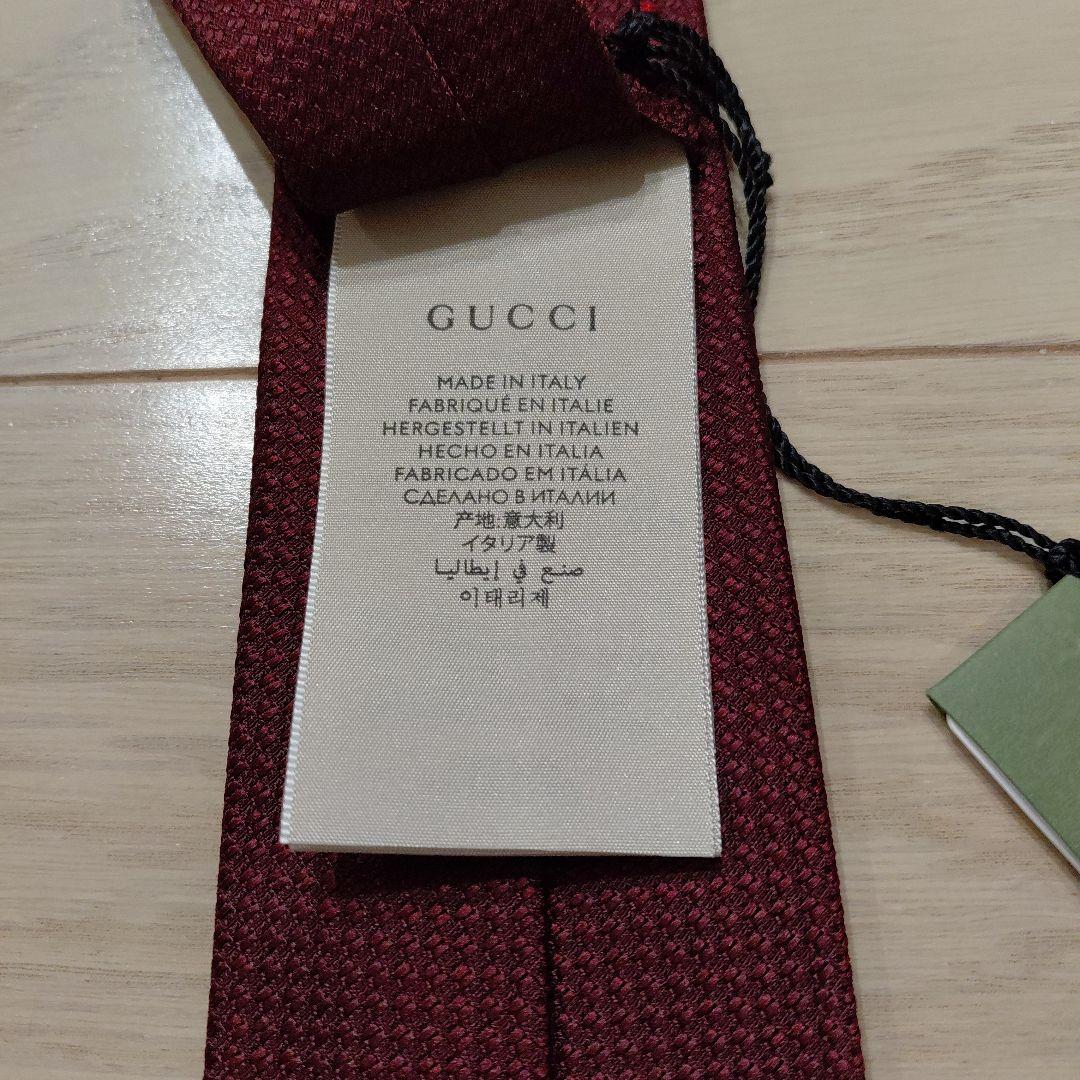 GUCCI
MADE IN ITALY
FABRIQUÉ EN ITALIE
HERGESTELLT IN ITALIEN
HECHO EN ITALIA
FABRICADO EM ITÁLIA
СДЕЛАНО В ИТАЛИИ
产地:意大利
イタリア製
صنع في إيطاليا
이태리제